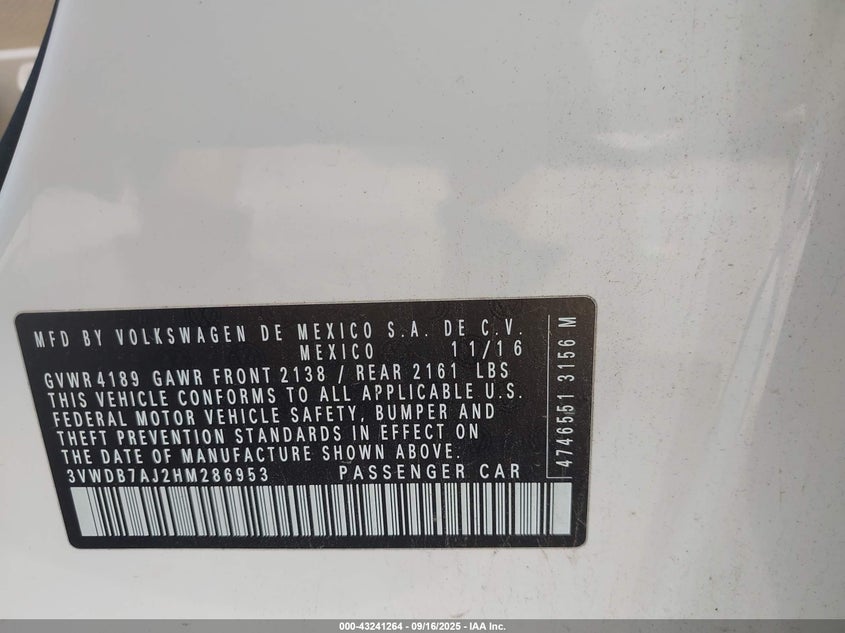 MFD BY VOLKSWAGEN DE MEXICO S.A. DE C.V.
MEXICO 11/16
GVWR 4189 GAWR FRONT 2138 / REAR 2161 LBS
THIS VEHICLE CONFORMS TO ALL APPLICABLE U.S.
FEDERAL MOTOR VEHICLE SAFETY, BUMPER AND
THEFT PREVENTION STANDARDS IN EFFECT ON
THE DATE OF MANUFACTURE SHOWN ABOVE.
3VWDB7AJ2HM286953 PASSENGER CAR
4746551 3156 M
000-43241264 - 09/16/2025 - IAA Inc.